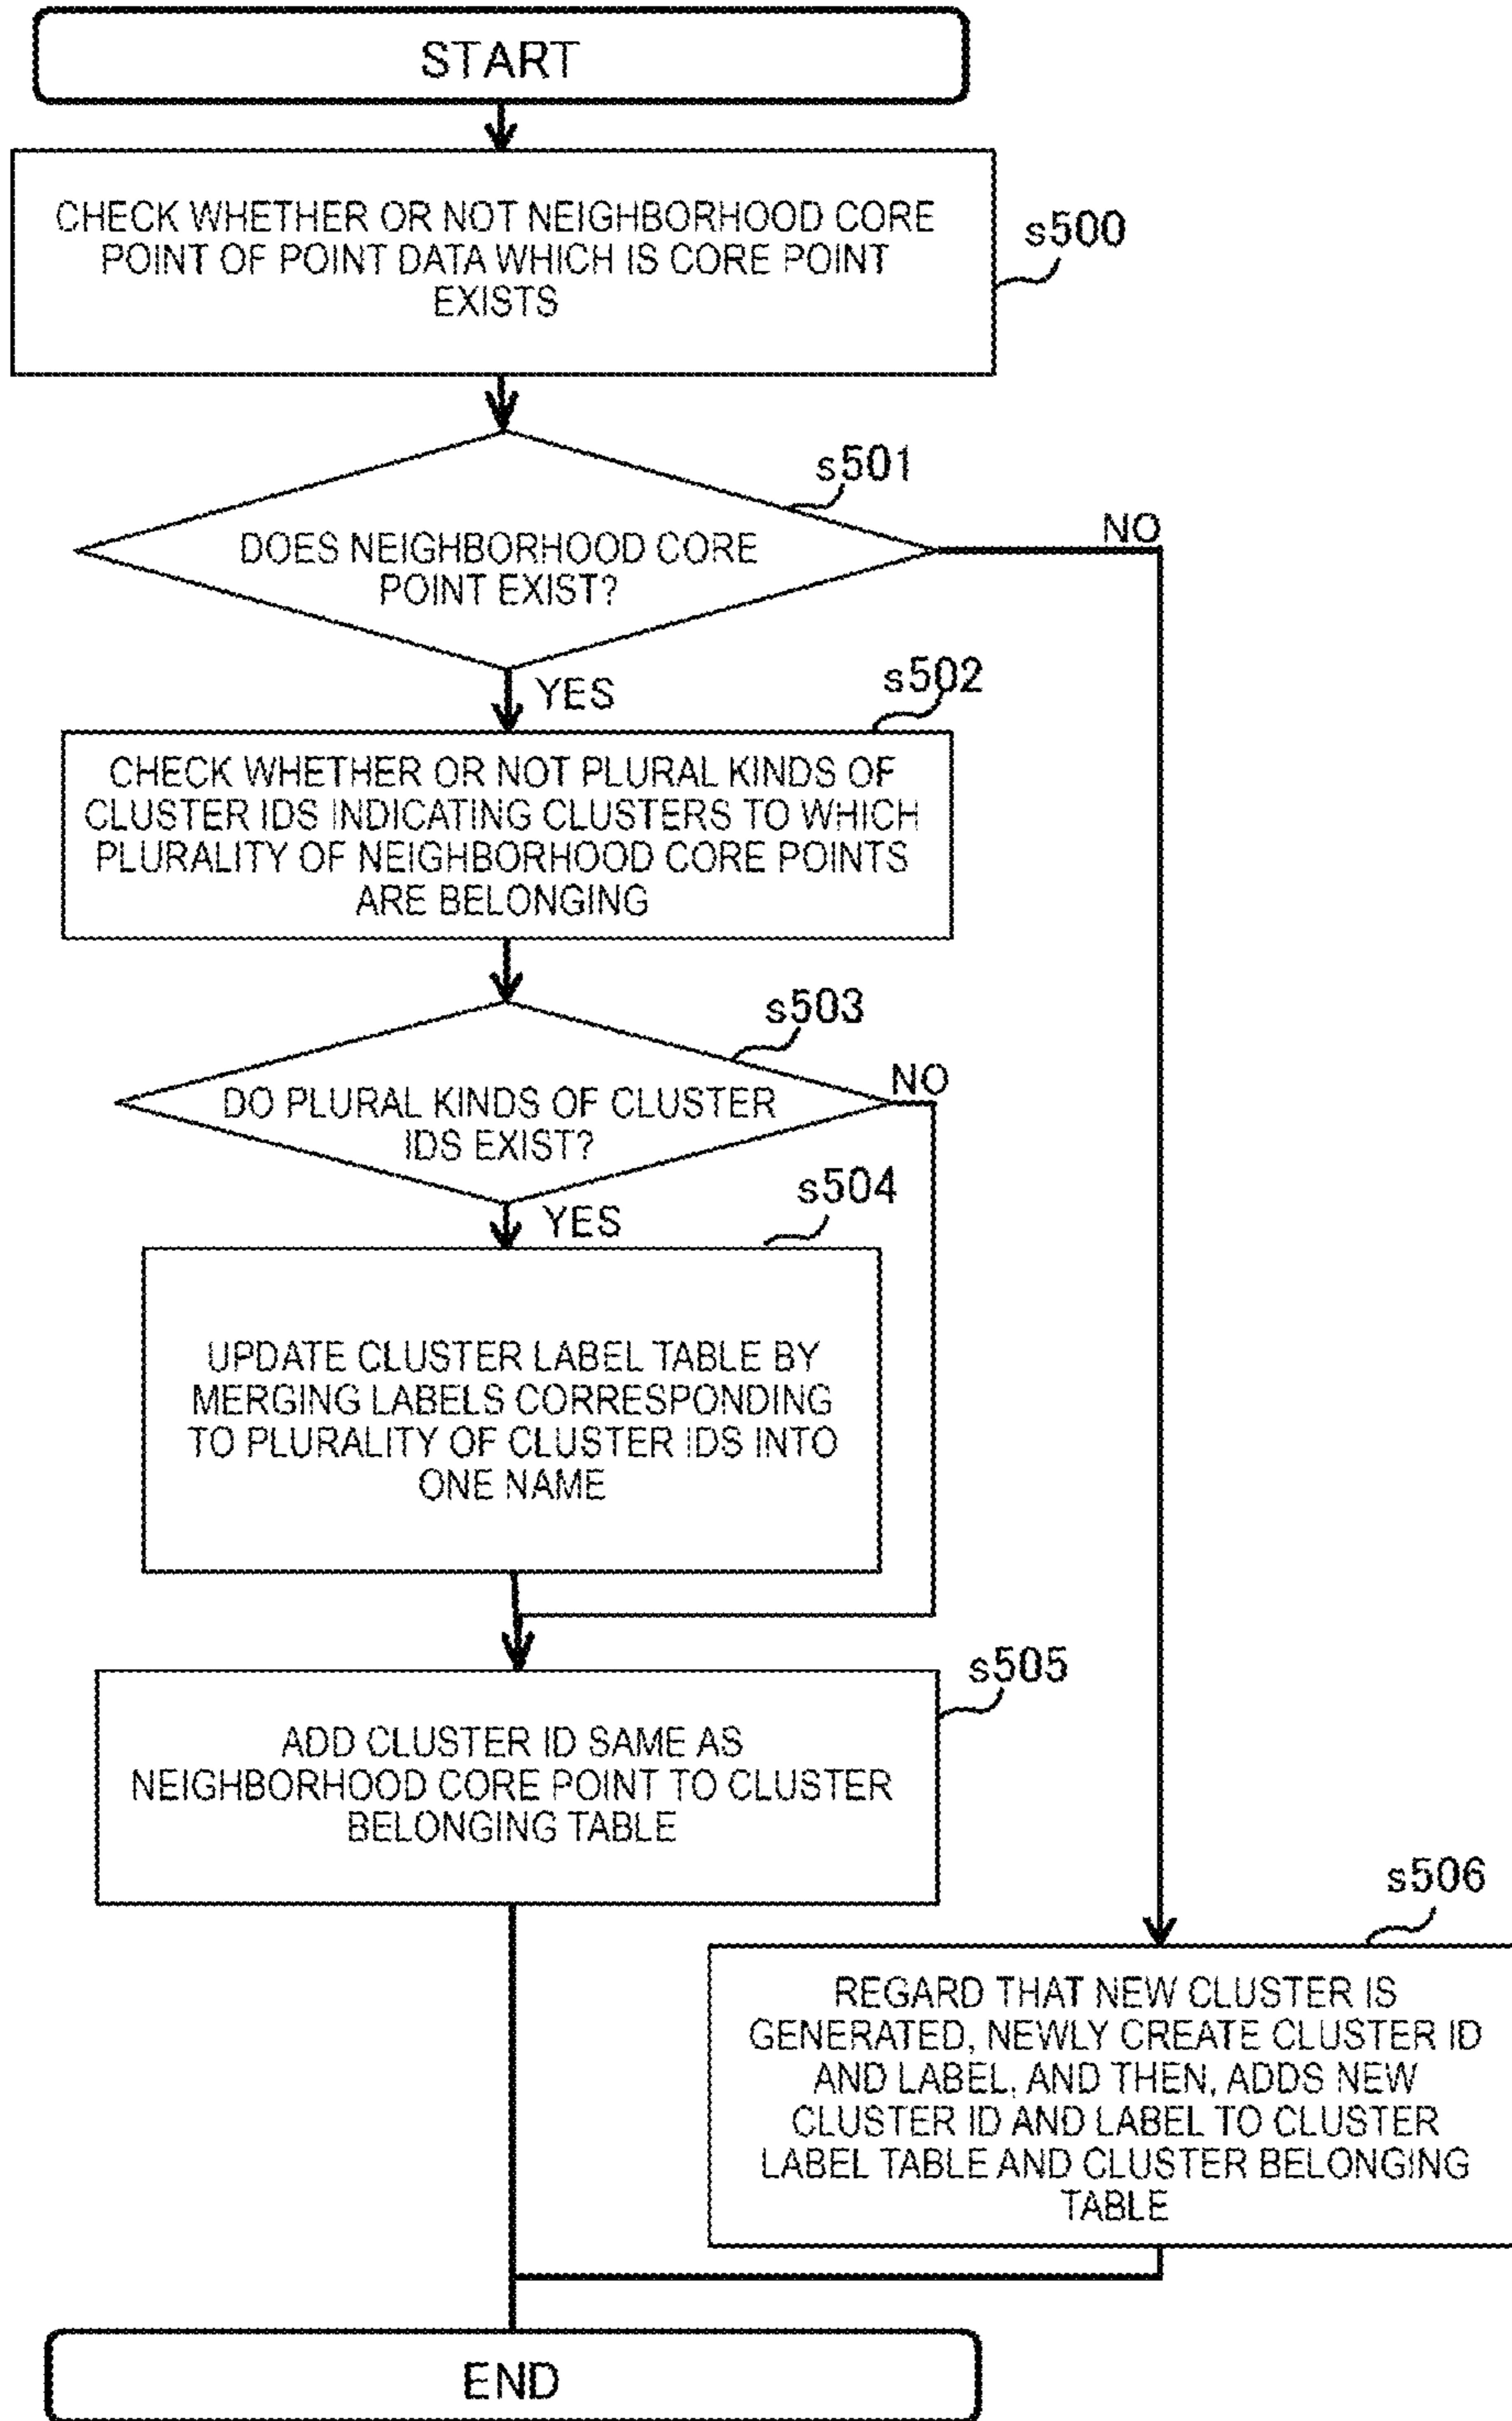 START
CHECK WHETHER OR NOT NEIGHBORHOOD CORE
POINT OF POINT DATA WHICH IS CORE POINT
EXISTS
s500
s501
DOES NEIGHBORHOOD CORE
POINT EXIST?
NO
YES
s502
CHECK WHETHER OR NOT PLURAL KINDS OF
CLUSTER IDS INDICATING CLUSTERS TO WHICH
PLURALITY OF NEIGHBORHOOD CORE POINTS
ARE BELONGING
s503
DO PLURAL KINDS OF CLUSTER
IDS EXIST?
NO
YES
s504
UPDATE CLUSTER LABEL TABLE BY
MERGING LABELS CORRESPONDING
TO PLURALITY OF CLUSTER IDS INTO
ONE NAME
s505
ADD CLUSTER ID SAME AS
NEIGHBORHOOD CORE POINT TO CLUSTER
BELONGING TABLE
s506
REGARD THAT NEW CLUSTER IS
GENERATED, NEWLY CREATE CLUSTER ID
AND LABEL, AND THEN, ADDS NEW
CLUSTER ID AND LABEL TO CLUSTER
LABEL TABLE AND CLUSTER BELONGING
TABLE
END